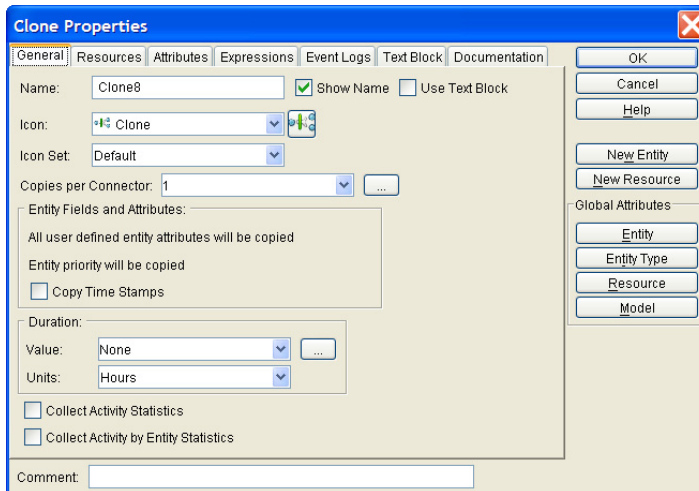 Clone Properties
General Resources Attributes Expressions Event Logs Text Block Documentation
Name: Clone8 Show Name Use Text Block
Icon: Clone
Icon Set: Default
Copies per Connector: 1 ...
Entity Fields and Attributes:
All user defined entity attributes will be copied
Entity priority will be copied
Copy Time Stamps
Duration:
Value: None ...
Units: Hours
Collect Activity Statistics
Collect Activity by Entity Statistics
Comment:
OK
Cancel
Help
New Entity
New Resource
Global Attributes
Entity
Entity Type
Resource
Model